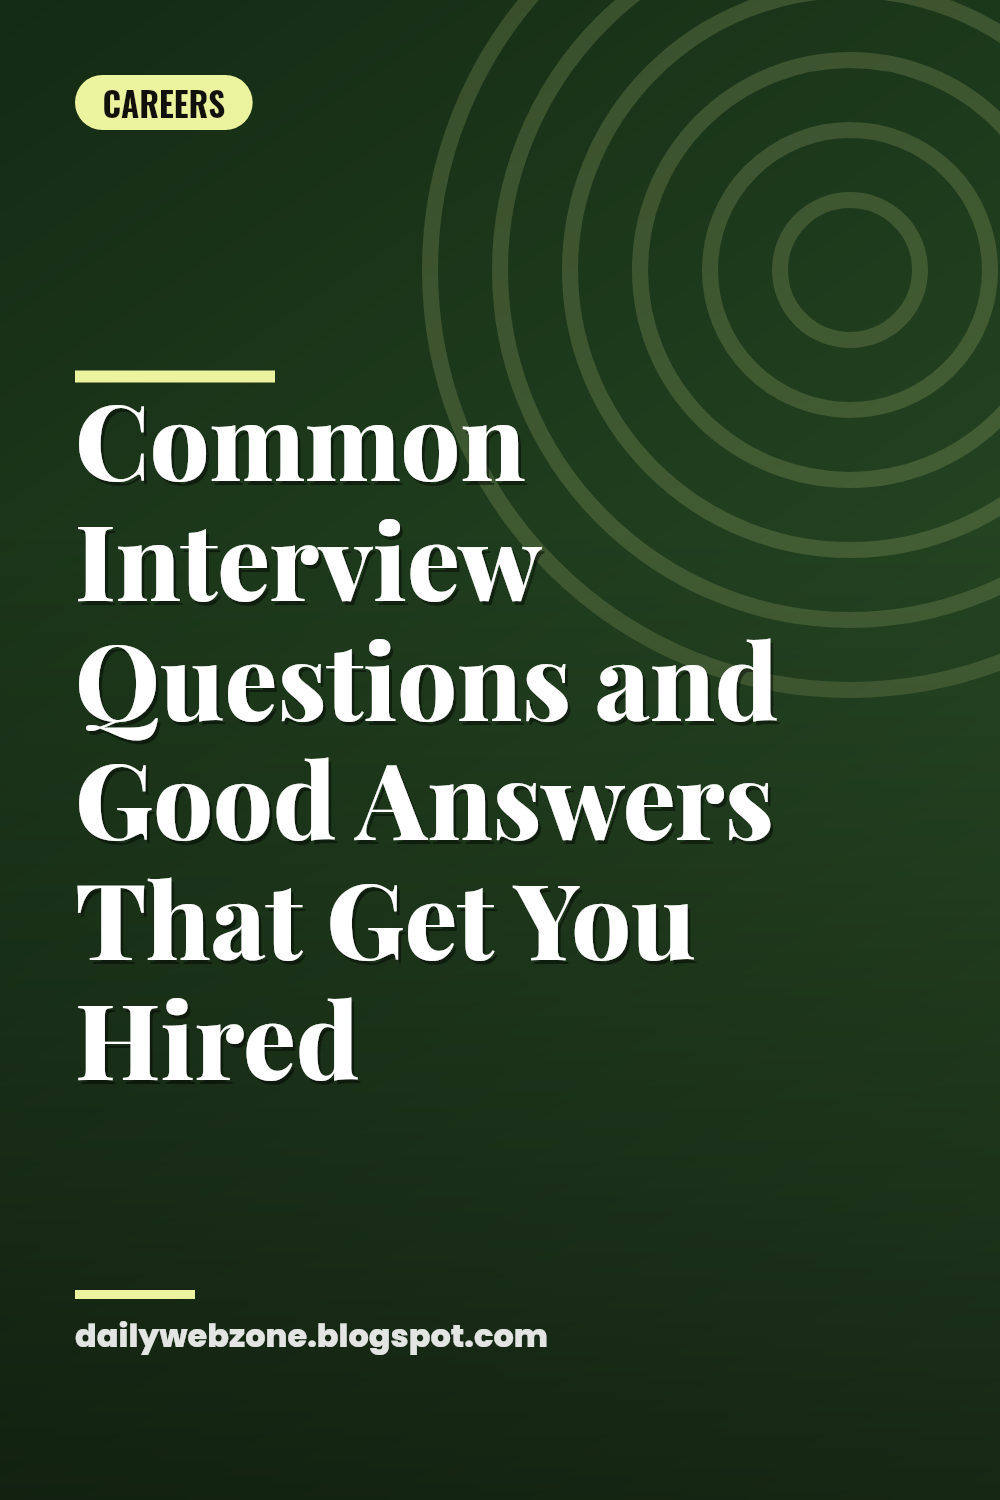 CAREERS
Common
Interview
Questions and
Good Answers
That Get You
Hired
dailywebzone.blogspot.com